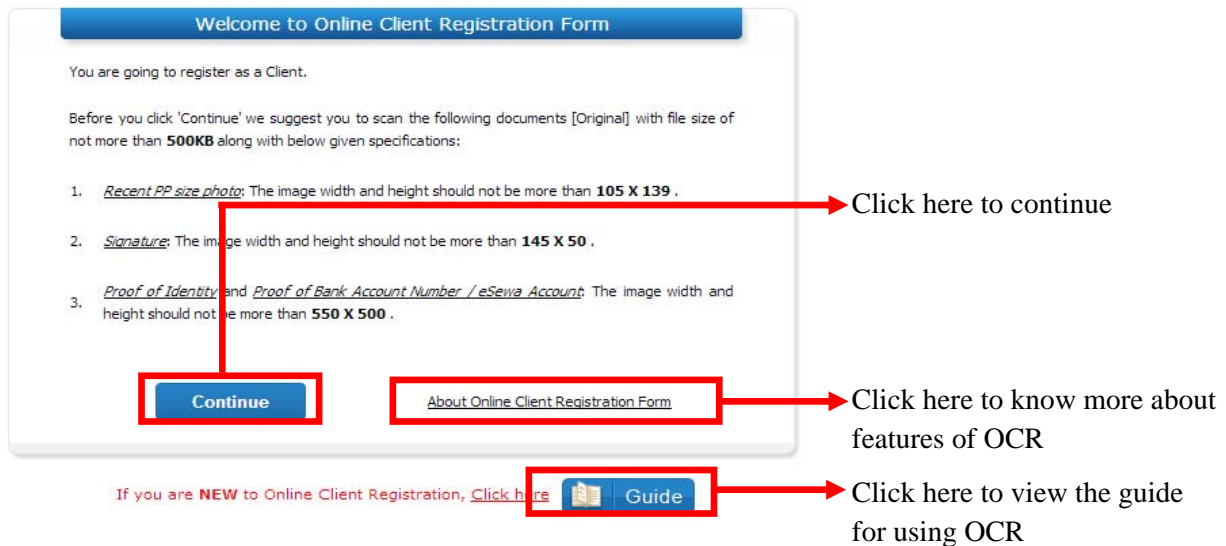 Welcome to Online Client Registration Form
You are going to register as a Client.
Before you click 'Continue' we suggest you to scan the following documents [Original] with file size of
not more than 500KB along with below given specifications:
1. Recent PP size photo: The image width and height should not be more than 105 X 139 .
Click here to continue
2. Signature: The image width and height should not be more than 145 X 50 .
3. Proof of Identity and Proof of Bank Account Number / eSewa Account: The image width and
height should not be more than 550 X 500 .
Continue
About Online Client Registration Form
Click here to know more about
features of OCR
If you are NEW to Online Client Registration, Click here
Guide
Click here to view the guide
for using OCR